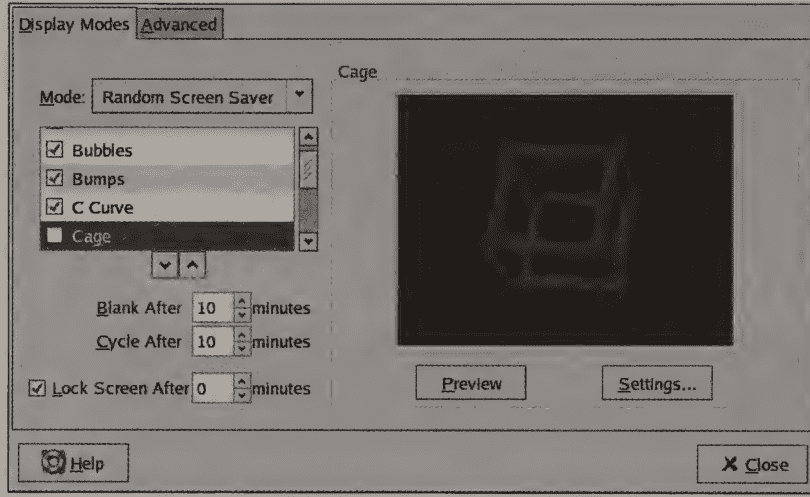 Display Modes
Advanced
Mode: Random Screen Saver
Bubbles
Bumps
C Curve
Cage
Blank After 10 minutes
Cycle After 10 minutes
Lock Screen After 0 minutes
Cage
Preview
Settings...
Help
Close